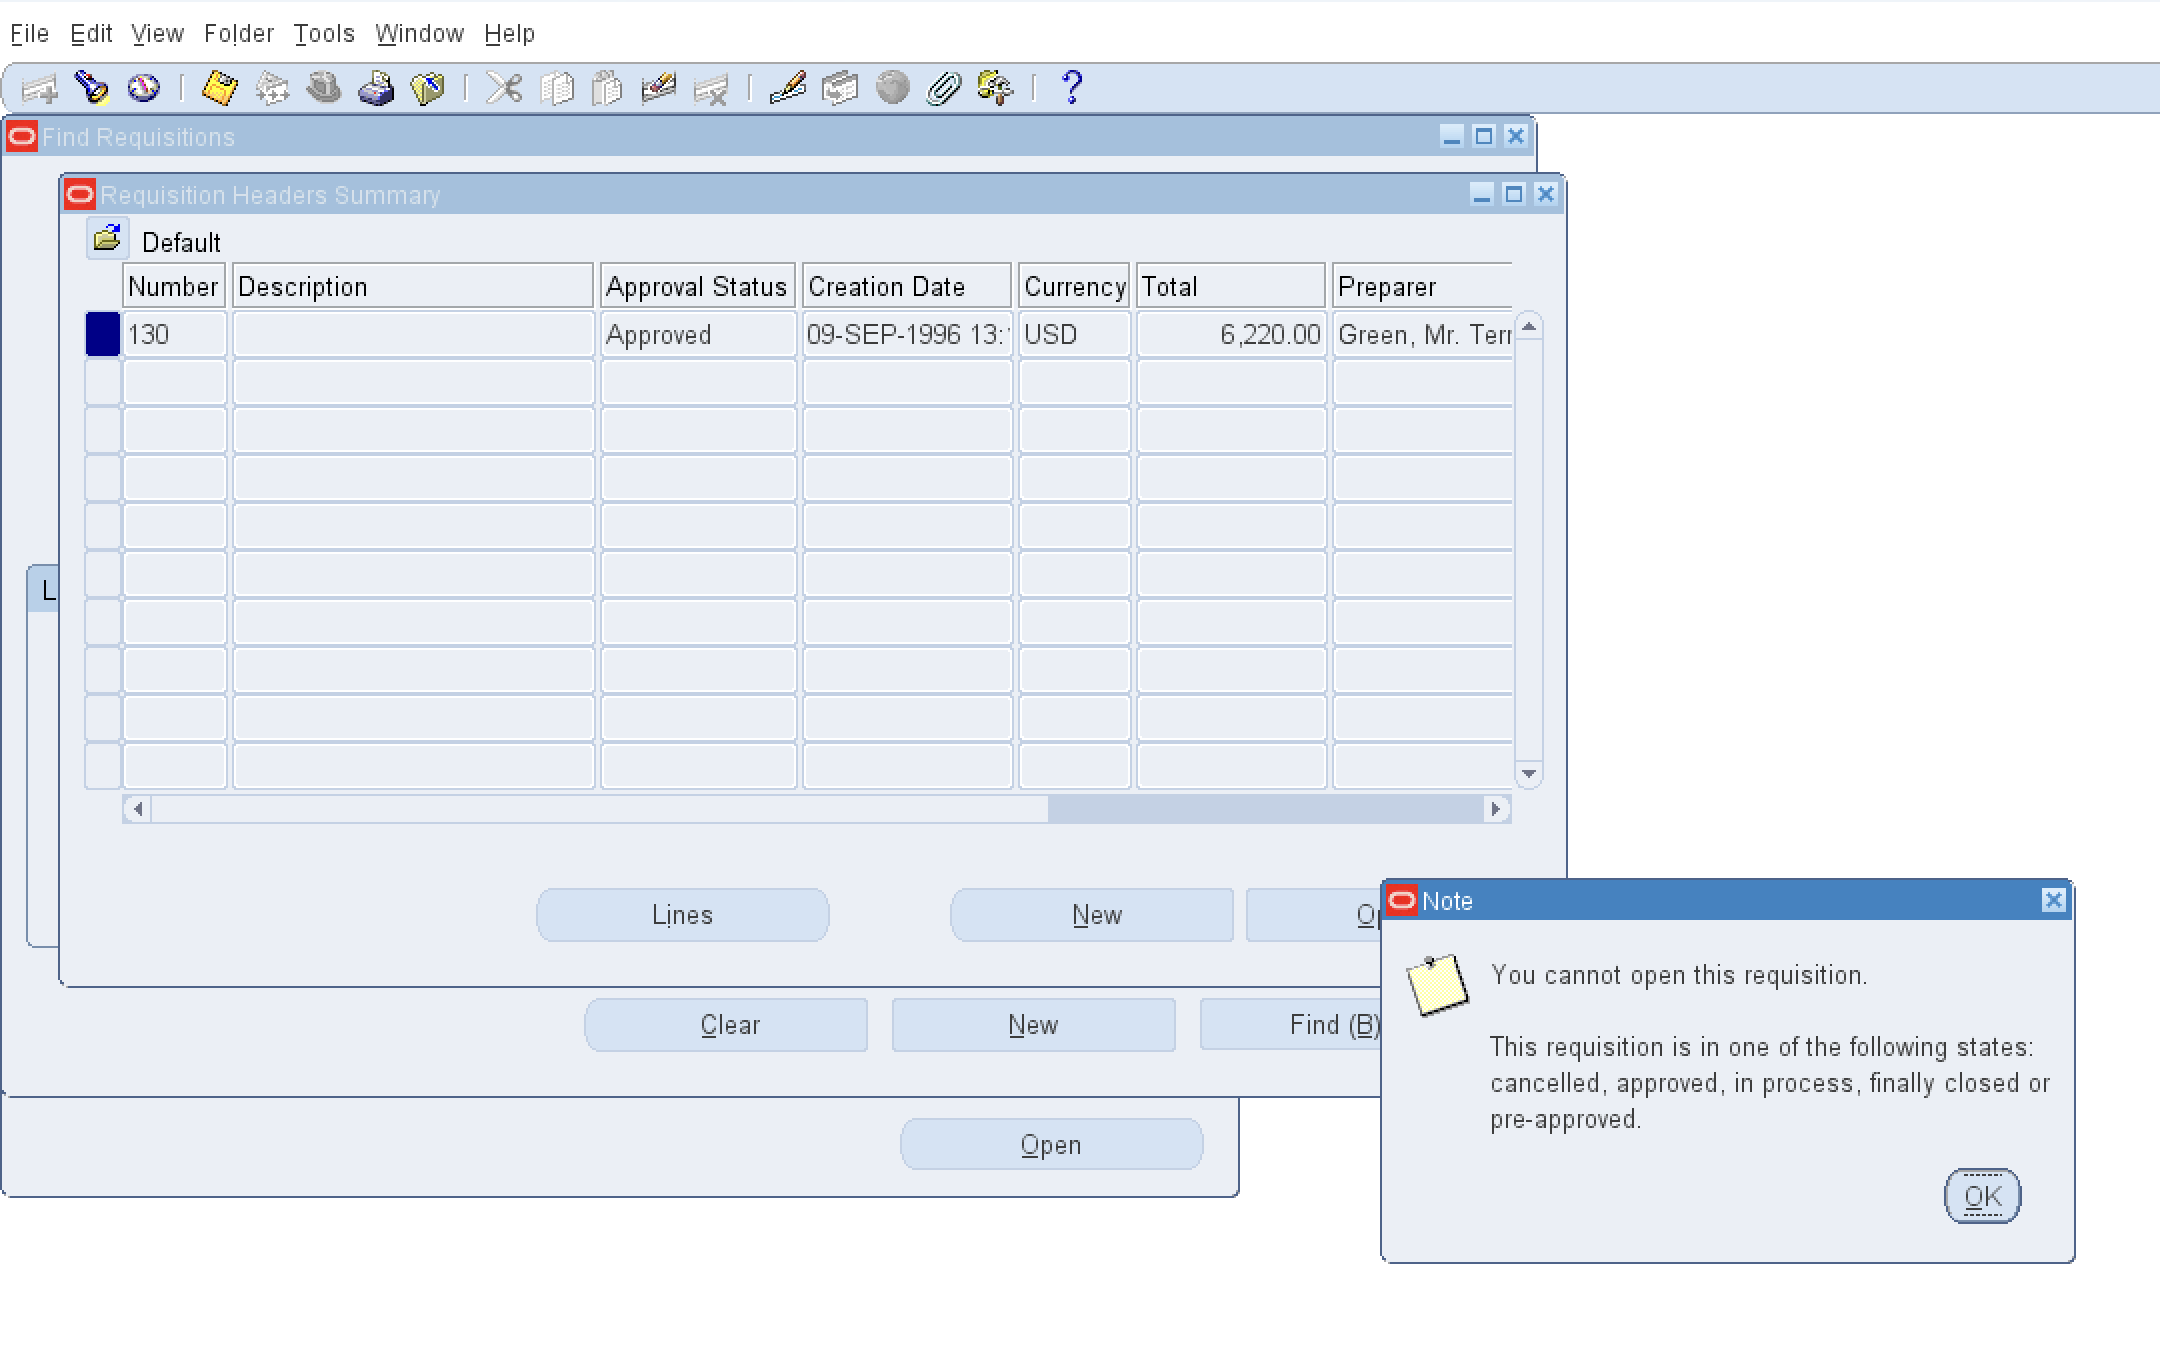 File Edit View Folder Tools Window Help
Find Requisitions
Requisition Headers Summary
Default
Number Description Approval Status Creation Date Currency Total Preparer
130 Approved 09-SEP-1996 13: USD 6,220.00 Green, Mr. Terr
L
Lines New Op
Note
You cannot open this requisition.
This requisition is in one of the following states:
cancelled, approved, in process, finally closed or
pre-approved.
OK
Clear New Find (B)
Open